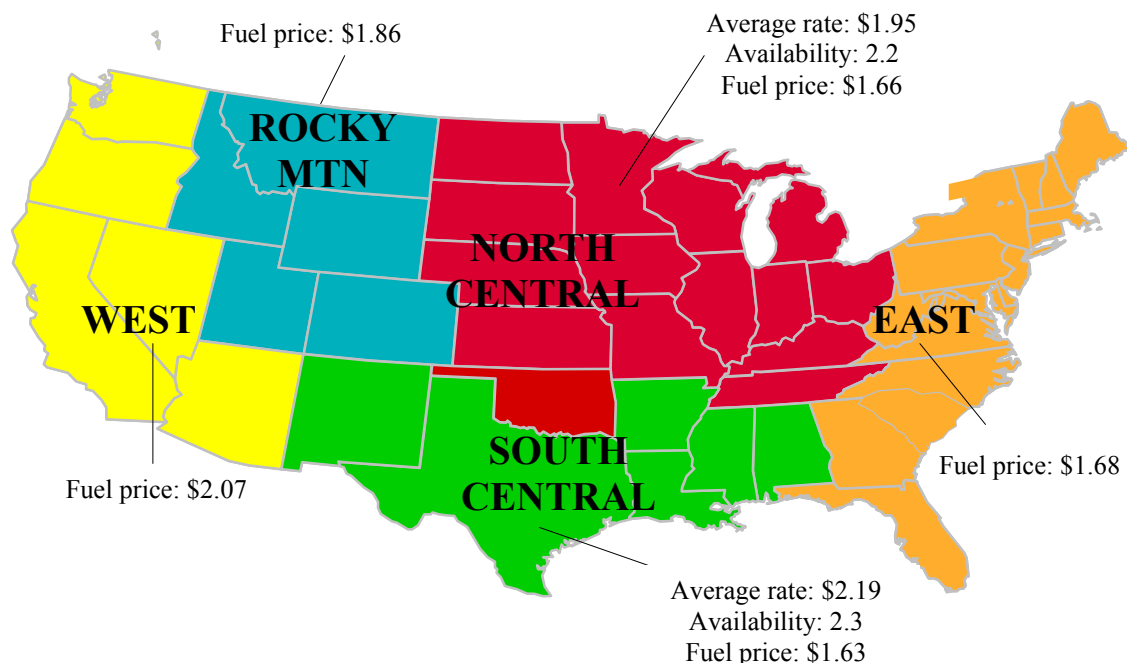 Fuel price: $1.86
Average rate: $1.95
Availability: 2.2
Fuel price: $1.66
ROCKY
MTN
NORTH
CENTRAL
WEST
EAST
SOUTH
CENTRAL
Fuel price: $2.07
Fuel price: $1.68
Average rate: $2.19
Availability: 2.3
Fuel price: $1.63